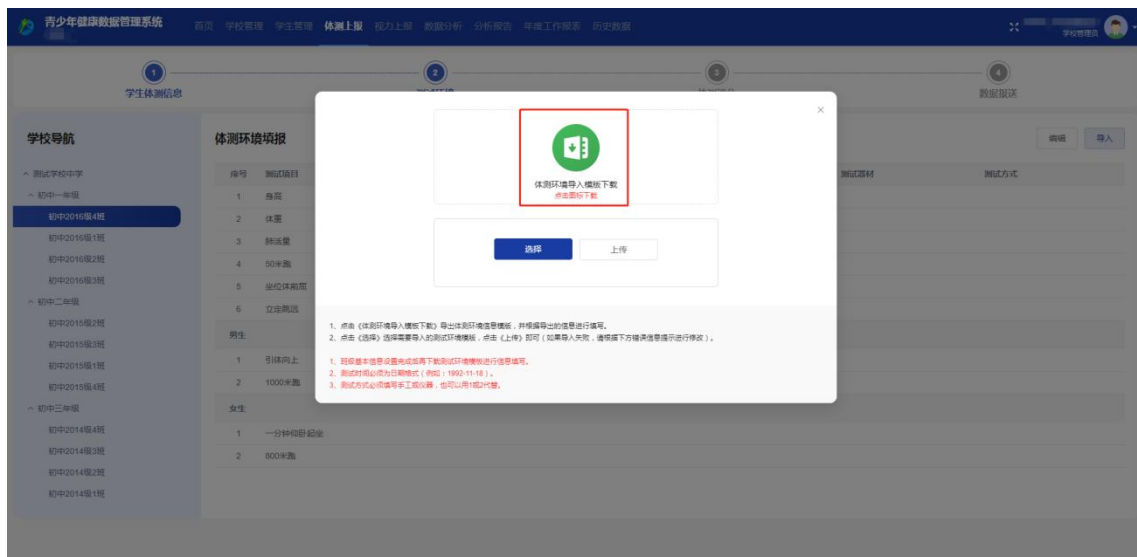 青少年健康数据管理系统
首页 学校管理 学生管理 体测上报 视力上报 数据分析 分析报告 年度工作报表 历史数据
学校管理员
1 2 3 4
学生体测信息 数据报送
学校导航
体测环境填报
编辑 导入
序号 测试项目 测试器材 测试方式
测试学校中学
初中一年级
初中2016级4班
初中2016级1班
初中2016级2班
初中2016级3班
初中二年级
初中2015级2班
初中2015级3班
初中2015级1班
初中2015级4班
初中三年级
初中2014级4班
初中2014级3班
初中2014级2班
初中2014级1班
1 身高
2 体重
3 肺活量
4 50米跑
5 坐位体前屈
6 立定跳远
男生
1 引体向上
2 1000米跑
女生
1 一分钟仰卧起坐
2 800米跑
体测环境导入模版下载
点击图标下载
选择 上传
1、点击《体测环境导入模板下载》导出体测环境信息模板，并根据导出的信息进行填写。
2、点击《选择》选择需要导入的测试环境模板，点击《上传》即可（如果导入失败，请根据下方错误信息提示进行修改）。
1、班级基本信息设置完成后再下载测试环境模板进行信息填写。
2、测试时间必须为日期格式（例如：1992-11-18）。
3、测试方式必须填写手工或仪器，也可以用1或2代替。